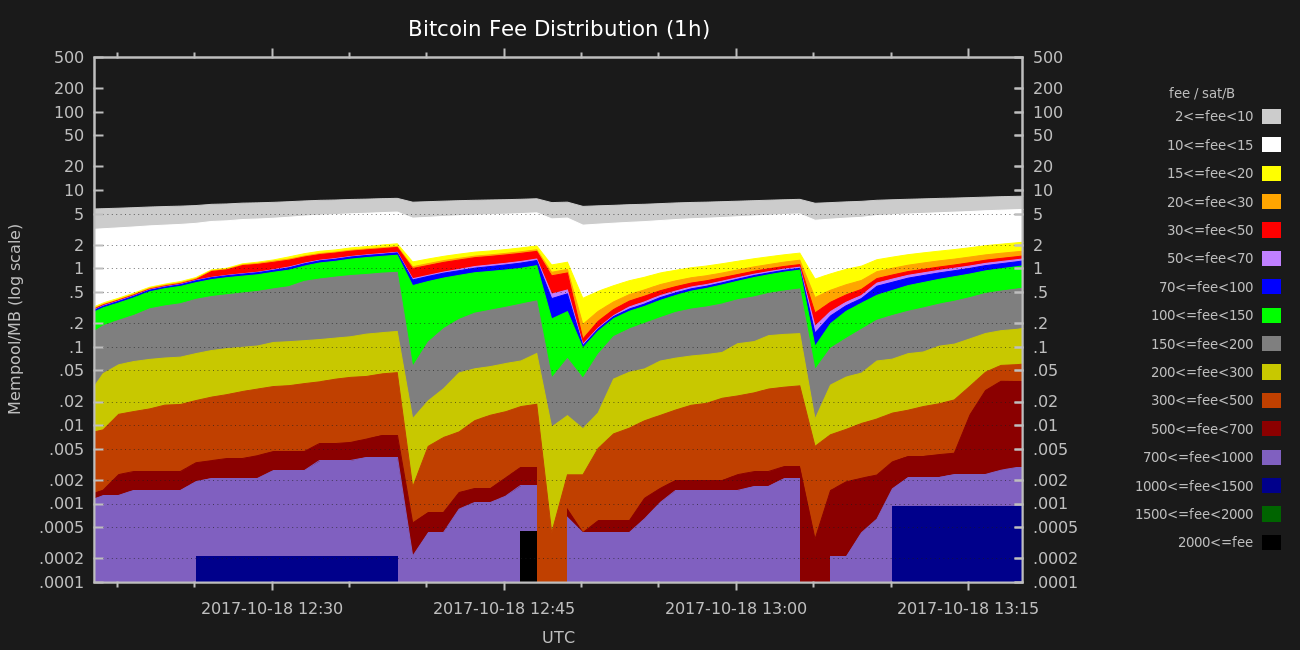 Bitcoin Fee Distribution (1h)
500 500
200 200
100 100
50 50
20 20
10 10
5 5
2 2
1 1
.5 .5
.2 .2
.1 .1
.05 .05
.02 .02
.01 .01
.005 .005
.002 .002
.001 .001
.0005 .0005
.0002 .0002
.0001 .0001
Mempool/MB (log scale)
2017-10-18 12:30 2017-10-18 12:45 2017-10-18 13:00 2017-10-18 13:15
UTC
fee / sat/B
2<=fee<10
10<=fee<15
15<=fee<20
20<=fee<30
30<=fee<50
50<=fee<70
70<=fee<100
100<=fee<150
150<=fee<200
200<=fee<300
300<=fee<500
500<=fee<700
700<=fee<1000
1000<=fee<1500
1500<=fee<2000
2000<=fee